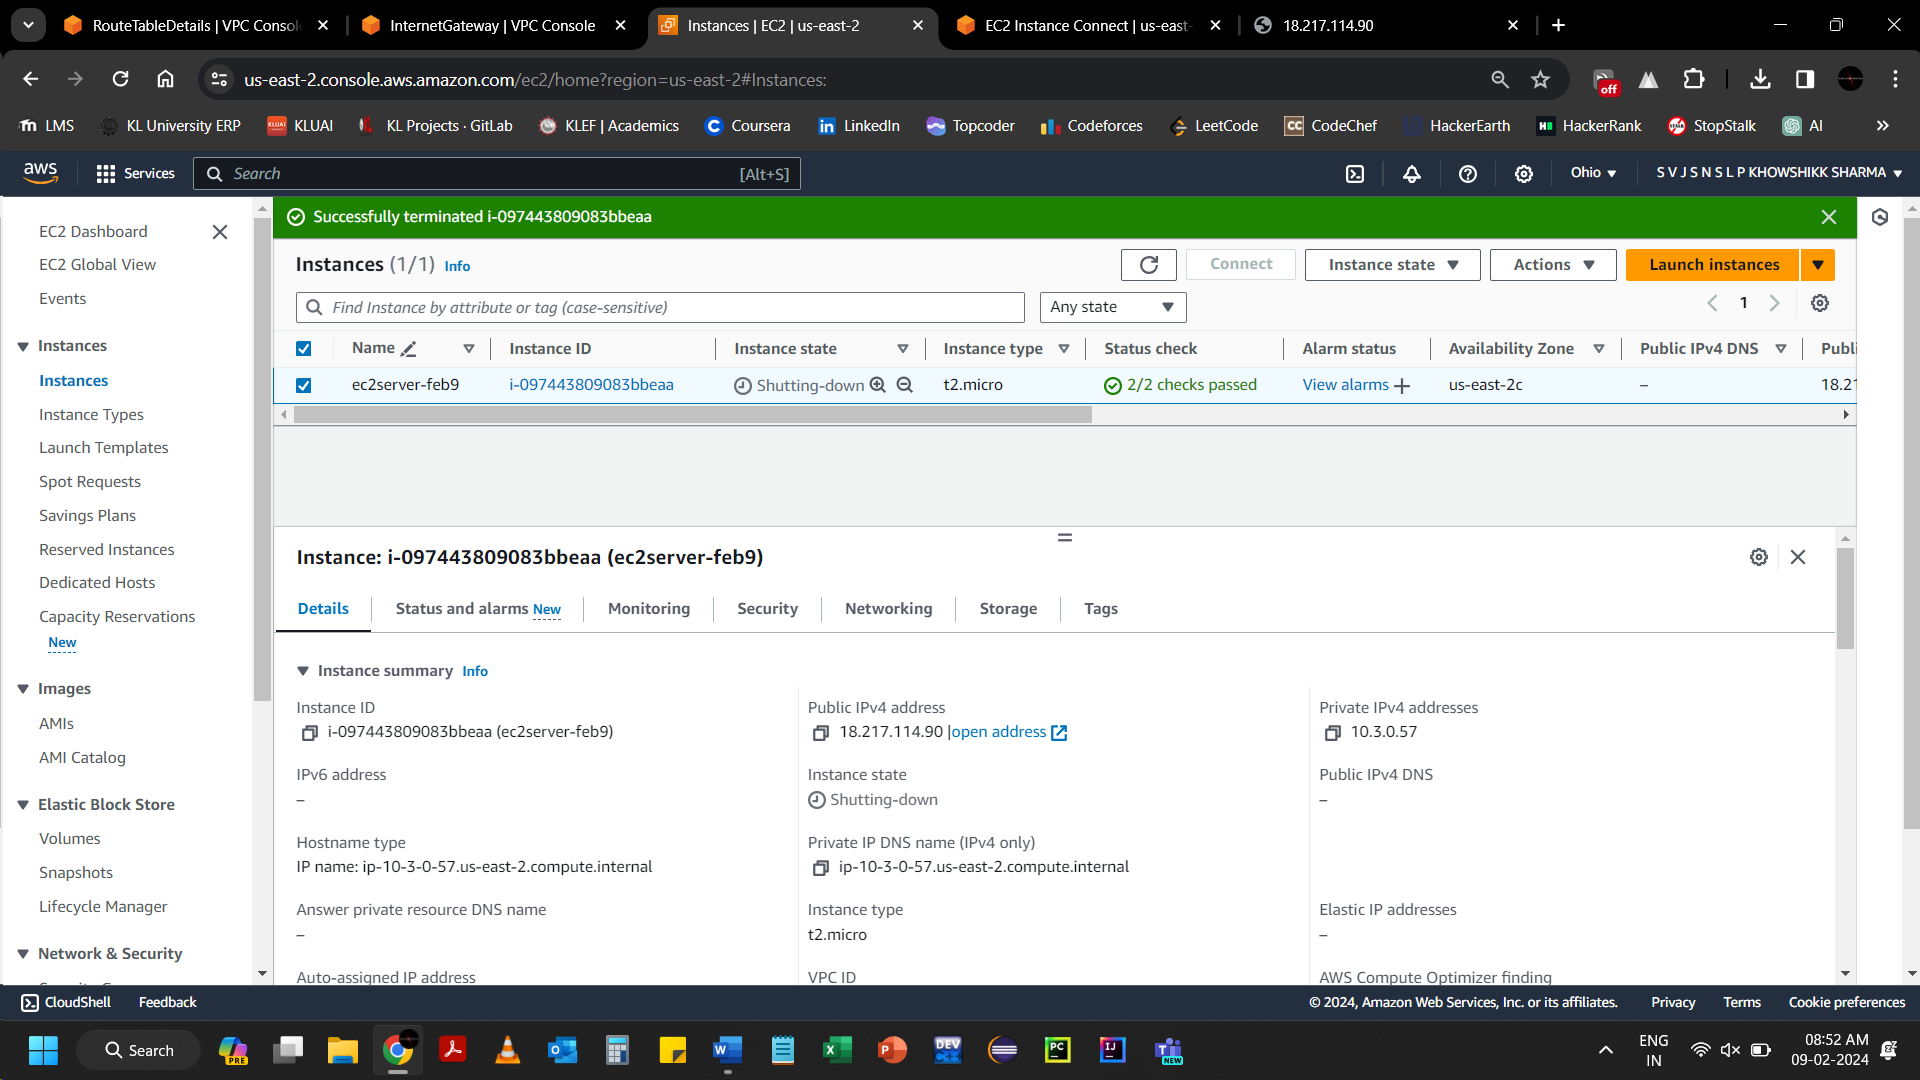 RouteTableDetails | VPC Consol
InternetGateway | VPC Console
Instances | EC2 | us-east-2
EC2 Instance Connect | us-east-
18.217.114.90
us-east-2.console.aws.amazon.com/ec2/home?region=us-east-2#Instances:
off
LMS
KL University ERP
KLUAI
KL Projects · GitLab
KLEF | Academics
Coursera
LinkedIn
Topcoder
Codeforces
LeetCode
CodeChef
HackerEarth
HackerRank
StopStalk
AI
aws
Services
Search
[Alt+S]
Ohio
S V J S N S L P KHOWSHIKK SHARMA
EC2 Dashboard
EC2 Global View
Events
Instances
Instances
Instance Types
Launch Templates
Spot Requests
Savings Plans
Reserved Instances
Dedicated Hosts
Capacity Reservations
New
Images
AMIs
AMI Catalog
Elastic Block Store
Volumes
Snapshots
Lifecycle Manager
Network & Security
Successfully terminated i-097443809083bbeaa
Instances (1/1) Info
Connect
Instance state
Actions
Launch instances
Find Instance by attribute or tag (case-sensitive)
Any state
1
Name
Instance ID
Instance state
Instance type
Status check
Alarm status
Availability Zone
Public IPv4 DNS
Publi
ec2server-feb9
i-097443809083bbeaa
Shutting-down
t2.micro
2/2 checks passed
View alarms
us-east-2c
–
18.21
Instance: i-097443809083bbeaa (ec2server-feb9)
Details
Status and alarms New
Monitoring
Security
Networking
Storage
Tags
Instance summary Info
Instance ID
i-097443809083bbeaa (ec2server-feb9)
Public IPv4 address
18.217.114.90 |open address
Private IPv4 addresses
10.3.0.57
IPv6 address
–
Instance state
Shutting-down
Public IPv4 DNS
–
Hostname type
IP name: ip-10-3-0-57.us-east-2.compute.internal
Private IP DNS name (IPv4 only)
ip-10-3-0-57.us-east-2.compute.internal
Answer private resource DNS name
–
Instance type
t2.micro
Elastic IP addresses
–
Auto-assigned IP address
VPC ID
AWS Compute Optimizer finding
CloudShell
Feedback
© 2024, Amazon Web Services, Inc. or its affiliates.
Privacy
Terms
Cookie preferences
Search
PRE
DEV
PC
IJ
NEW
ENG
IN
08:52 AM
09-02-2024